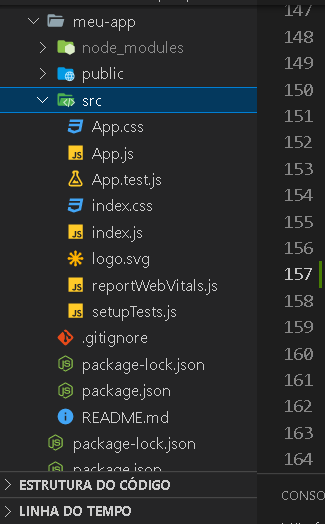 meu-app
node_modules
public
src
App.css
App.js
App.test.js
index.css
index.js
logo.svg
reportWebVitals.js
setupTests.js
.gitignore
package-lock.json
package.json
README.md
package-lock.json
package.json
ESTRUTURA DO CÓDIGO
LINHA DO TEMPO
147
148
149
150
151
152
153
154
155
156
157
158
159
160
161
162
163
164
CONSO